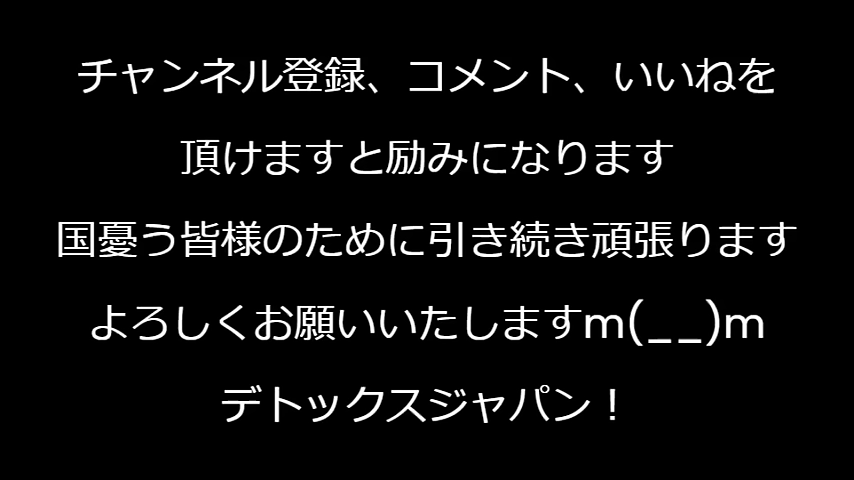 チャンネル登録、コメント、いいねを
頂けますと励みになります
国憂う皆様のために引き続き頑張ります
よろしくお願いいたしますm(__)m
デトックスジャパン！